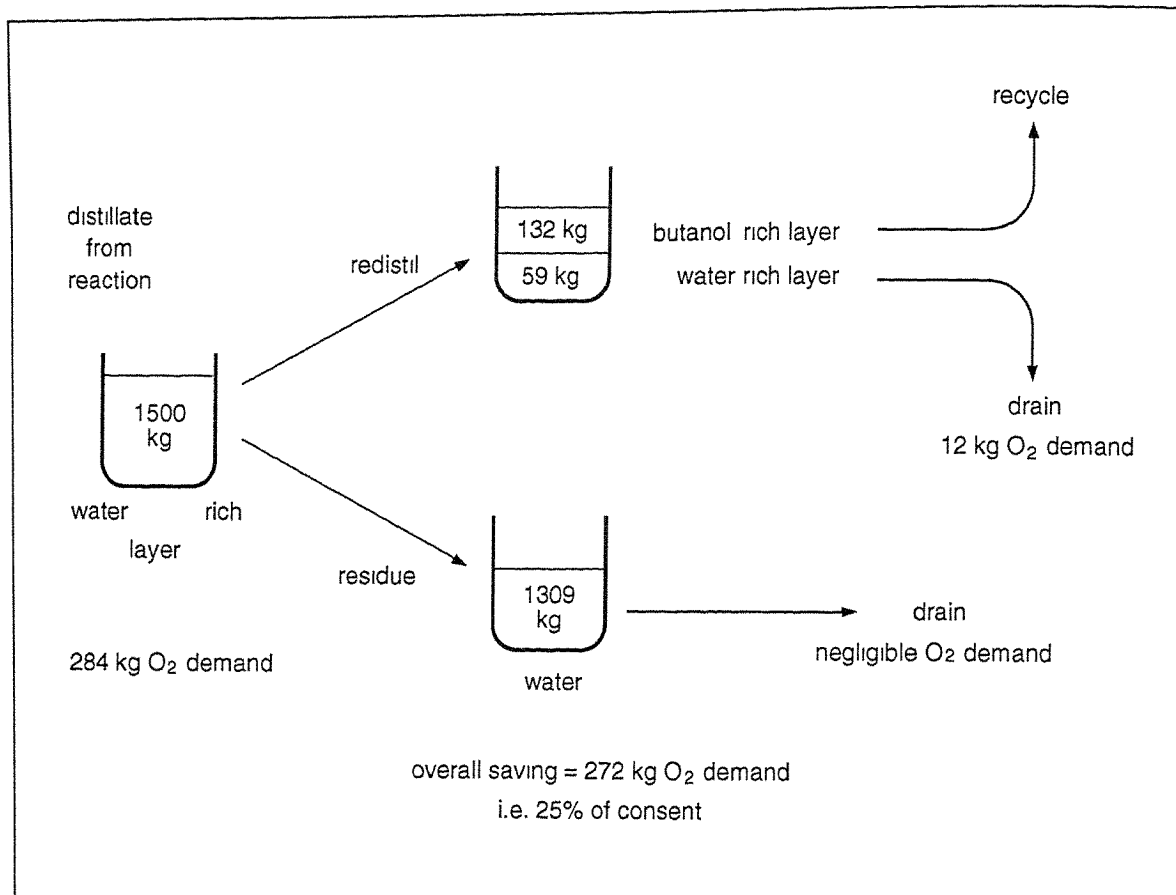 recycle
distillate
from
reaction
redistil
132 kg
59 kg
butanol rich layer
water rich layer
1500
kg
water rich
layer
drain
12 kg O₂ demand
residue
1309
kg
water
drain
negligible O₂ demand
284 kg O₂ demand
overall saving = 272 kg O₂ demand
i.e. 25% of consent